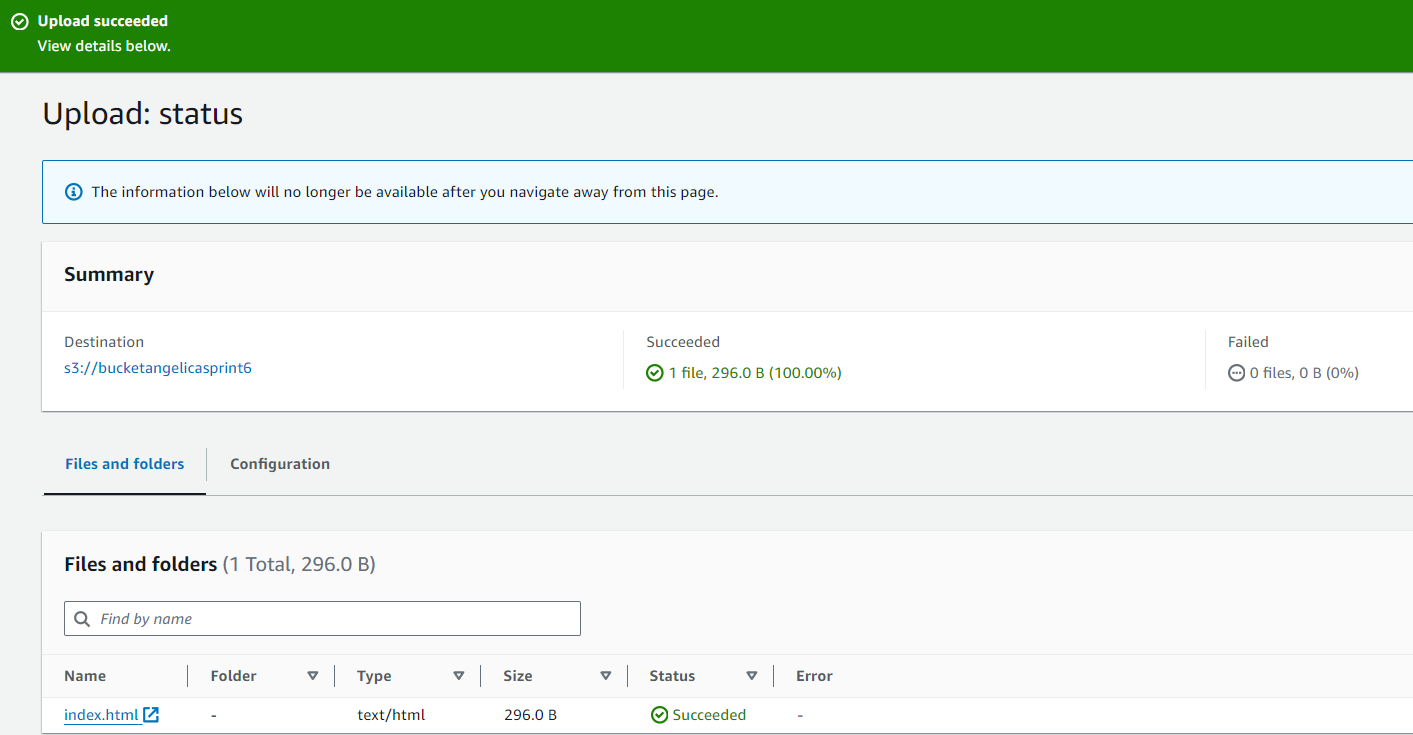 Upload succeeded
View details below.
Upload: status
The information below will no longer be available after you navigate away from this page.
Summary
Destination
s3://bucketangelicasprint6
Succeeded
1 file, 296.0 B (100.00%)
Failed
0 files, 0 B (0%)
Files and folders
Configuration
Files and folders (1 Total, 296.0 B)
Find by name
Name Folder Type Size Status Error
index.html - text/html 296.0 B Succeeded -